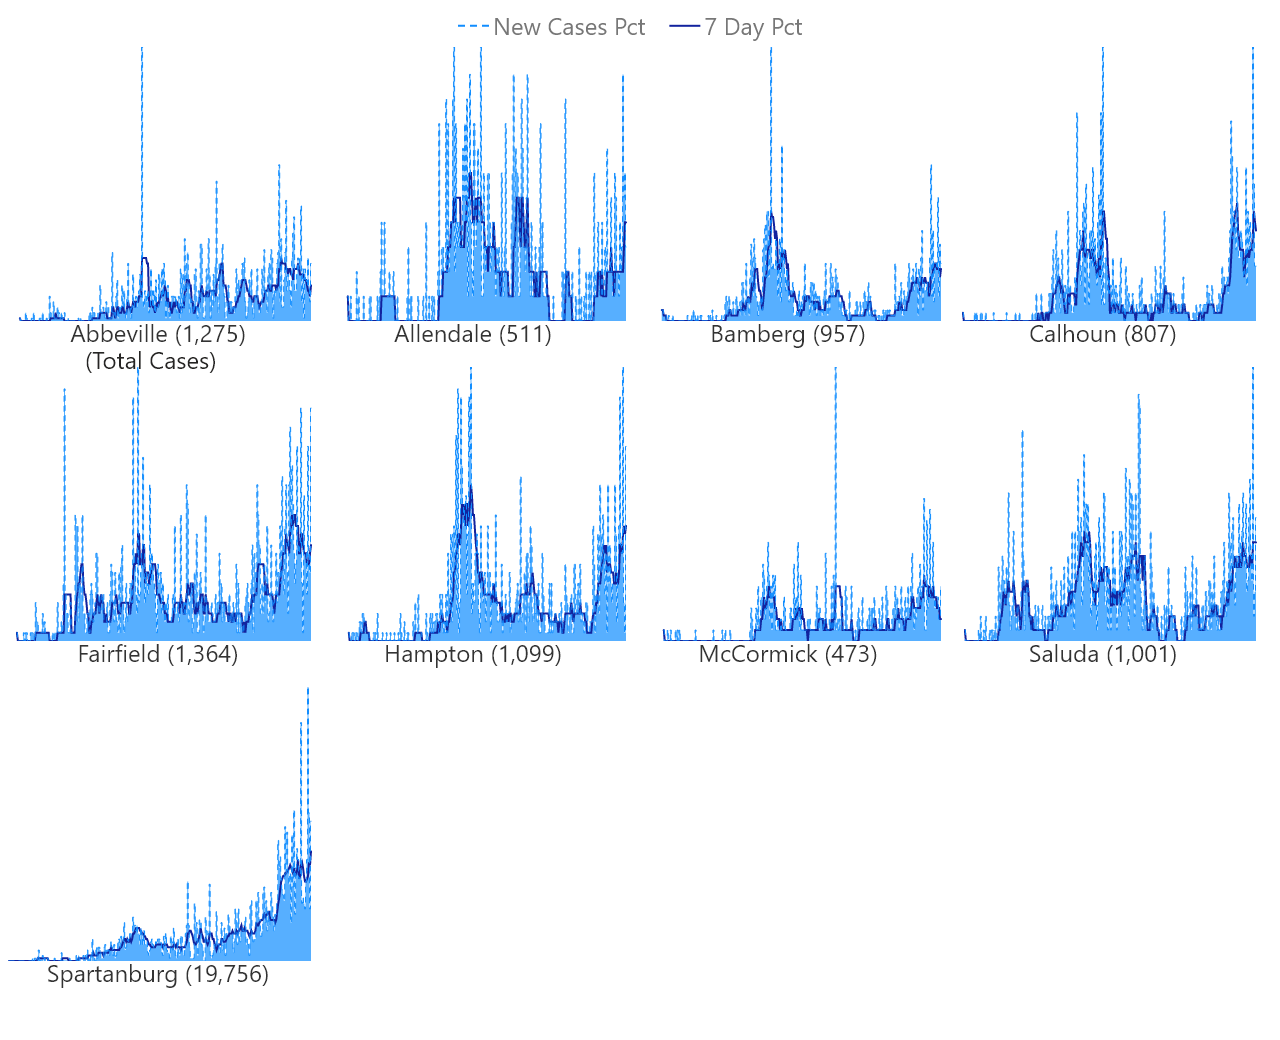 New Cases Pct 7 Day Pct
Abbeville (1,275) Allendale (511) Bamberg (957) Calhoun (807)
(Total Cases)
Fairfield (1,364) Hampton (1,099) McCormick (473) Saluda (1,001)
Spartanburg (19,756)